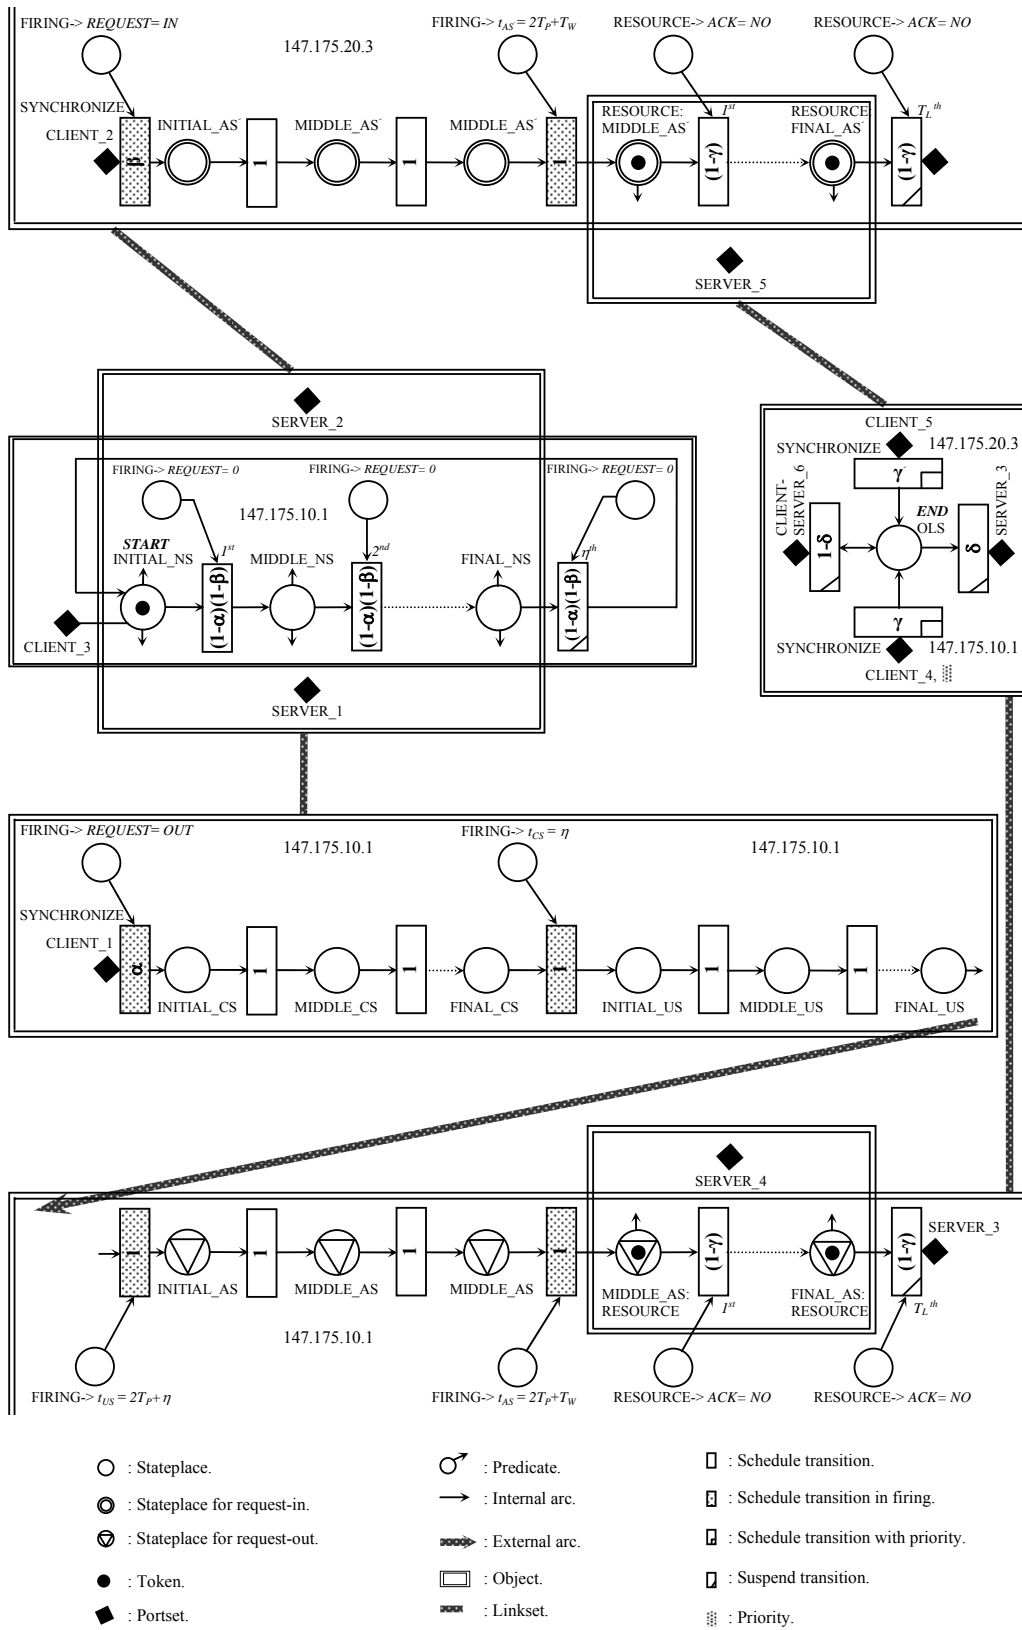 FIRING-> REQUEST= IN
FIRING-> tAS = 2TP+TW
RESOURCE-> ACK= NO
RESOURCE-> ACK= NO
147.175.20.3
SYNCHRONIZE
CLIENT_2
INITIAL_AS´
MIDDLE_AS´
MIDDLE_AS´
RESOURCE:
MIDDLE_AS´
1st
RESOURCE:
FINAL_AS´
TL th
β
1
1
1
(1-γ)
(1-γ)
SERVER_5
SERVER_2
FIRING-> REQUEST= 0
FIRING-> REQUEST= 0
FIRING-> REQUEST= 0
147.175.10.1
START
INITIAL_NS
1st
MIDDLE_NS
2nd
FINAL_NS
ηth
(1-α)(1-β)
(1-α)(1-β)
(1-α)(1-β)
CLIENT_3
SERVER_1
CLIENT_5
SYNCHRONIZE
147.175.20.3
γ´
CLIENT-
SERVER_6
1-δ
END
OLS
δ
SERVER_3
γ
SYNCHRONIZE
147.175.10.1
CLIENT_4,
FIRING-> REQUEST= OUT
147.175.10.1
FIRING-> tCS = η
147.175.10.1
SYNCHRONIZE
CLIENT_1
α
1
1
1
1
1
INITIAL_CS
MIDDLE_CS
FINAL_CS
INITIAL_US
MIDDLE_US
FINAL_US
SERVER_4
SERVER_3
1
1
1
1
(1-γ)
(1-γ)
INITIAL_AS
MIDDLE_AS
MIDDLE_AS
MIDDLE_AS:
RESOURCE
1st
FINAL_AS:
RESOURCE
TL th
147.175.10.1
FIRING-> tUS = 2TP+ η
FIRING-> tAS = 2TP+TW
RESOURCE-> ACK= NO
RESOURCE-> ACK= NO
: Stateplace.
: Predicate.
: Schedule transition.
: Stateplace for request-in.
: Internal arc.
: Schedule transition in firing.
: Stateplace for request-out.
: External arc.
: Schedule transition with priority.
: Token.
: Object.
: Suspend transition.
: Portset.
: Linkset.
: Priority.